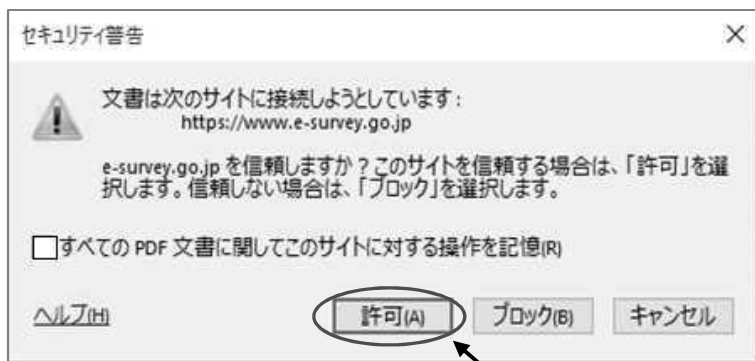 セキュリティ警告
文書は次のサイトに接続しようとしています :
https://www.e-survey.go.jp
e-survey.go.jp を信頼しますか ? このサイトを信頼する場合は、「許可」を選
択します。信頼しない場合は、「ブロック」を選択します。
すべての PDF 文書に関してこのサイトに対する操作を記憶(R)
ヘルプ(H) 許可(A) ブロック(B) キャンセル